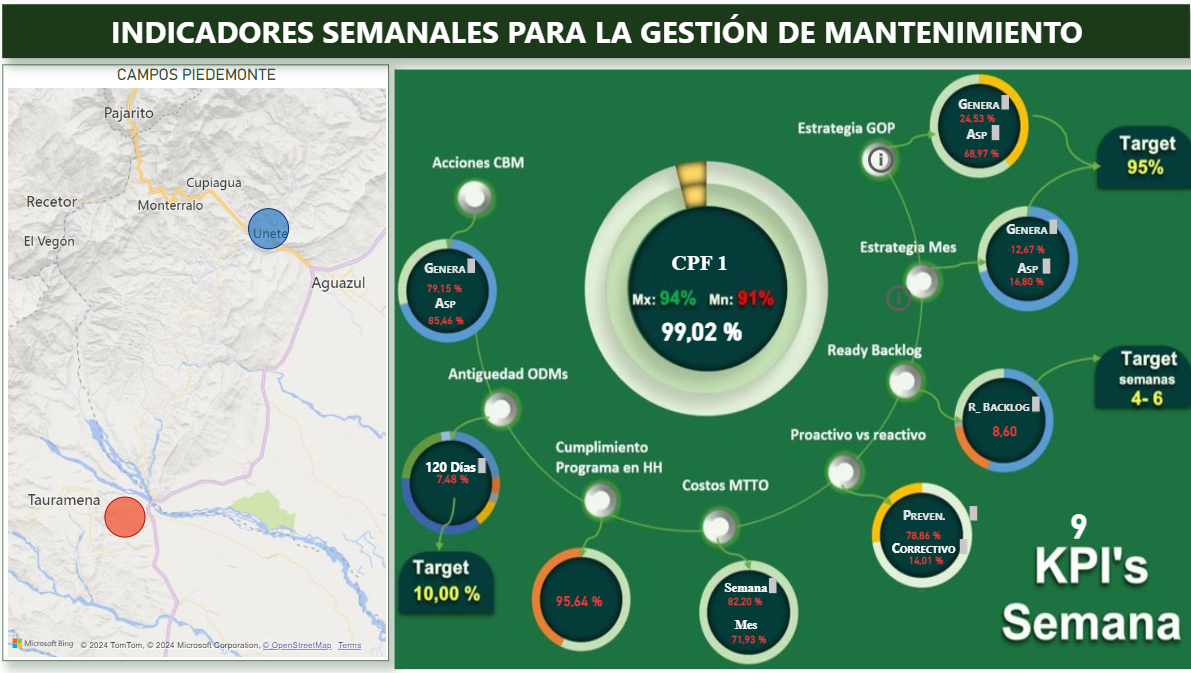 INDICADORES SEMANALES PARA LA GESTIÓN DE MANTENIMIENTO
CAMPOS PIEDEMONTE
Pajarito
Cupiagua
Recetor
Monterralo
Unete
El Vegón
Aguazul
Tauramena
Microsoft Bing
© 2024 TomTom, © 2024 Microsoft Corporation, © OpenStreetMap Terms
Acciones CBM
GENERA
79,15 %
ASP
85,46 %
Antiguedad ODMs
120 Días
7,48 %
Target
10,00 %
Cumplimiento
Programa en HH
95,64 %
Costos MTTO
Semana
82,20 %
Mes
71,93 %
CPF 1
Mx: 94% Mn: 91%
99,02 %
Estrategia GOP
i
GENERA
24,53 %
ASP
68,97 %
Target
95%
Estrategia Mes
i
GENERA
12,67 %
ASP
16,80 %
Ready Backlog
R_ BACKLOG
8,60
Target
semanas
4- 6
Proactivo vs reactivo
PREVEN.
78,86 %
CORRECTIVO
14,01 %
9
KPI's
Semana